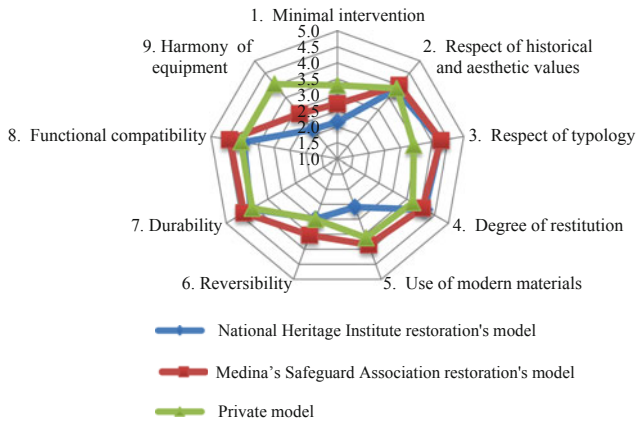 1. Minimal intervention
5.0
4.5
4.0
3.5
3.0
2.5
2.0
1.5
1.0
2. Respect of historical
and aesthetic values
3. Respect of typology
4. Degree of restitution
5. Use of modern materials
6. Reversibility
7. Durability
8. Functional compatibility
9. Harmony of
equipment
National Heritage Institute restoration's model
Medina's Safeguard Association restoration's model
Private model